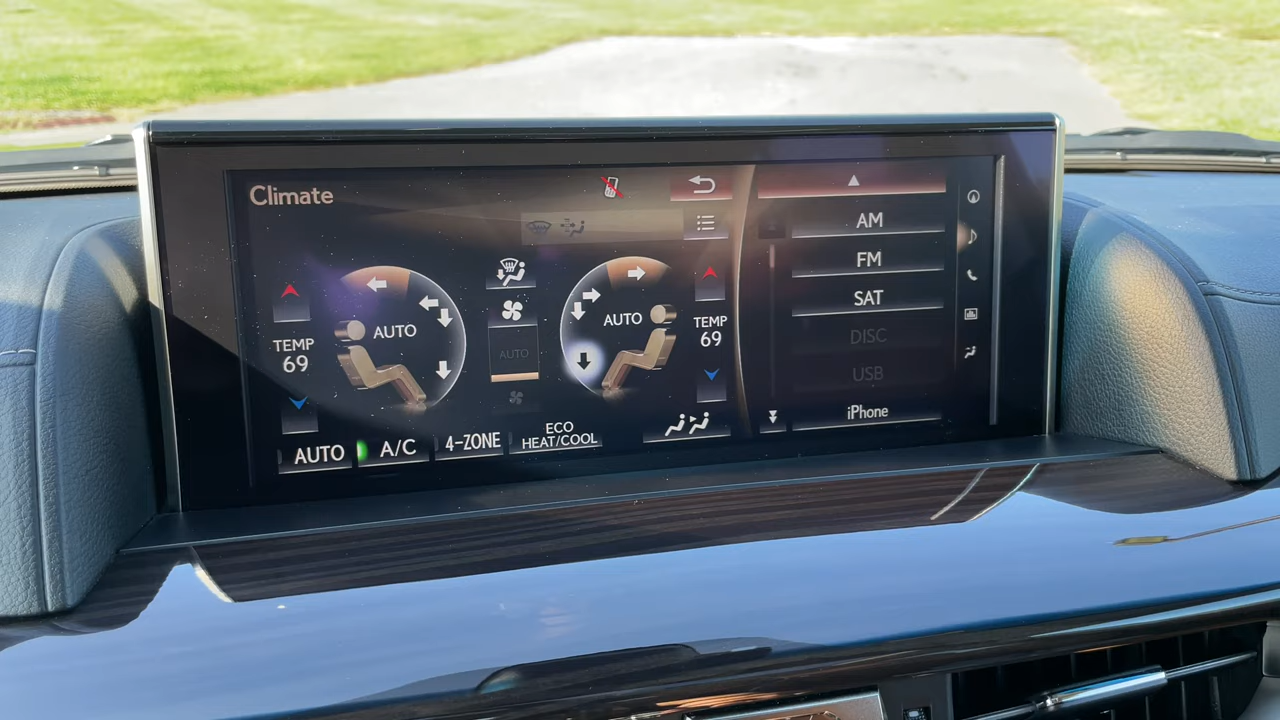 Climate
AUTO
TEMP
69
AUTO
AUTO
TEMP
69
AUTO
A/C
4-ZONE
ECO
HEAT/COOL
AM
FM
SAT
DISC
USB
iPhone